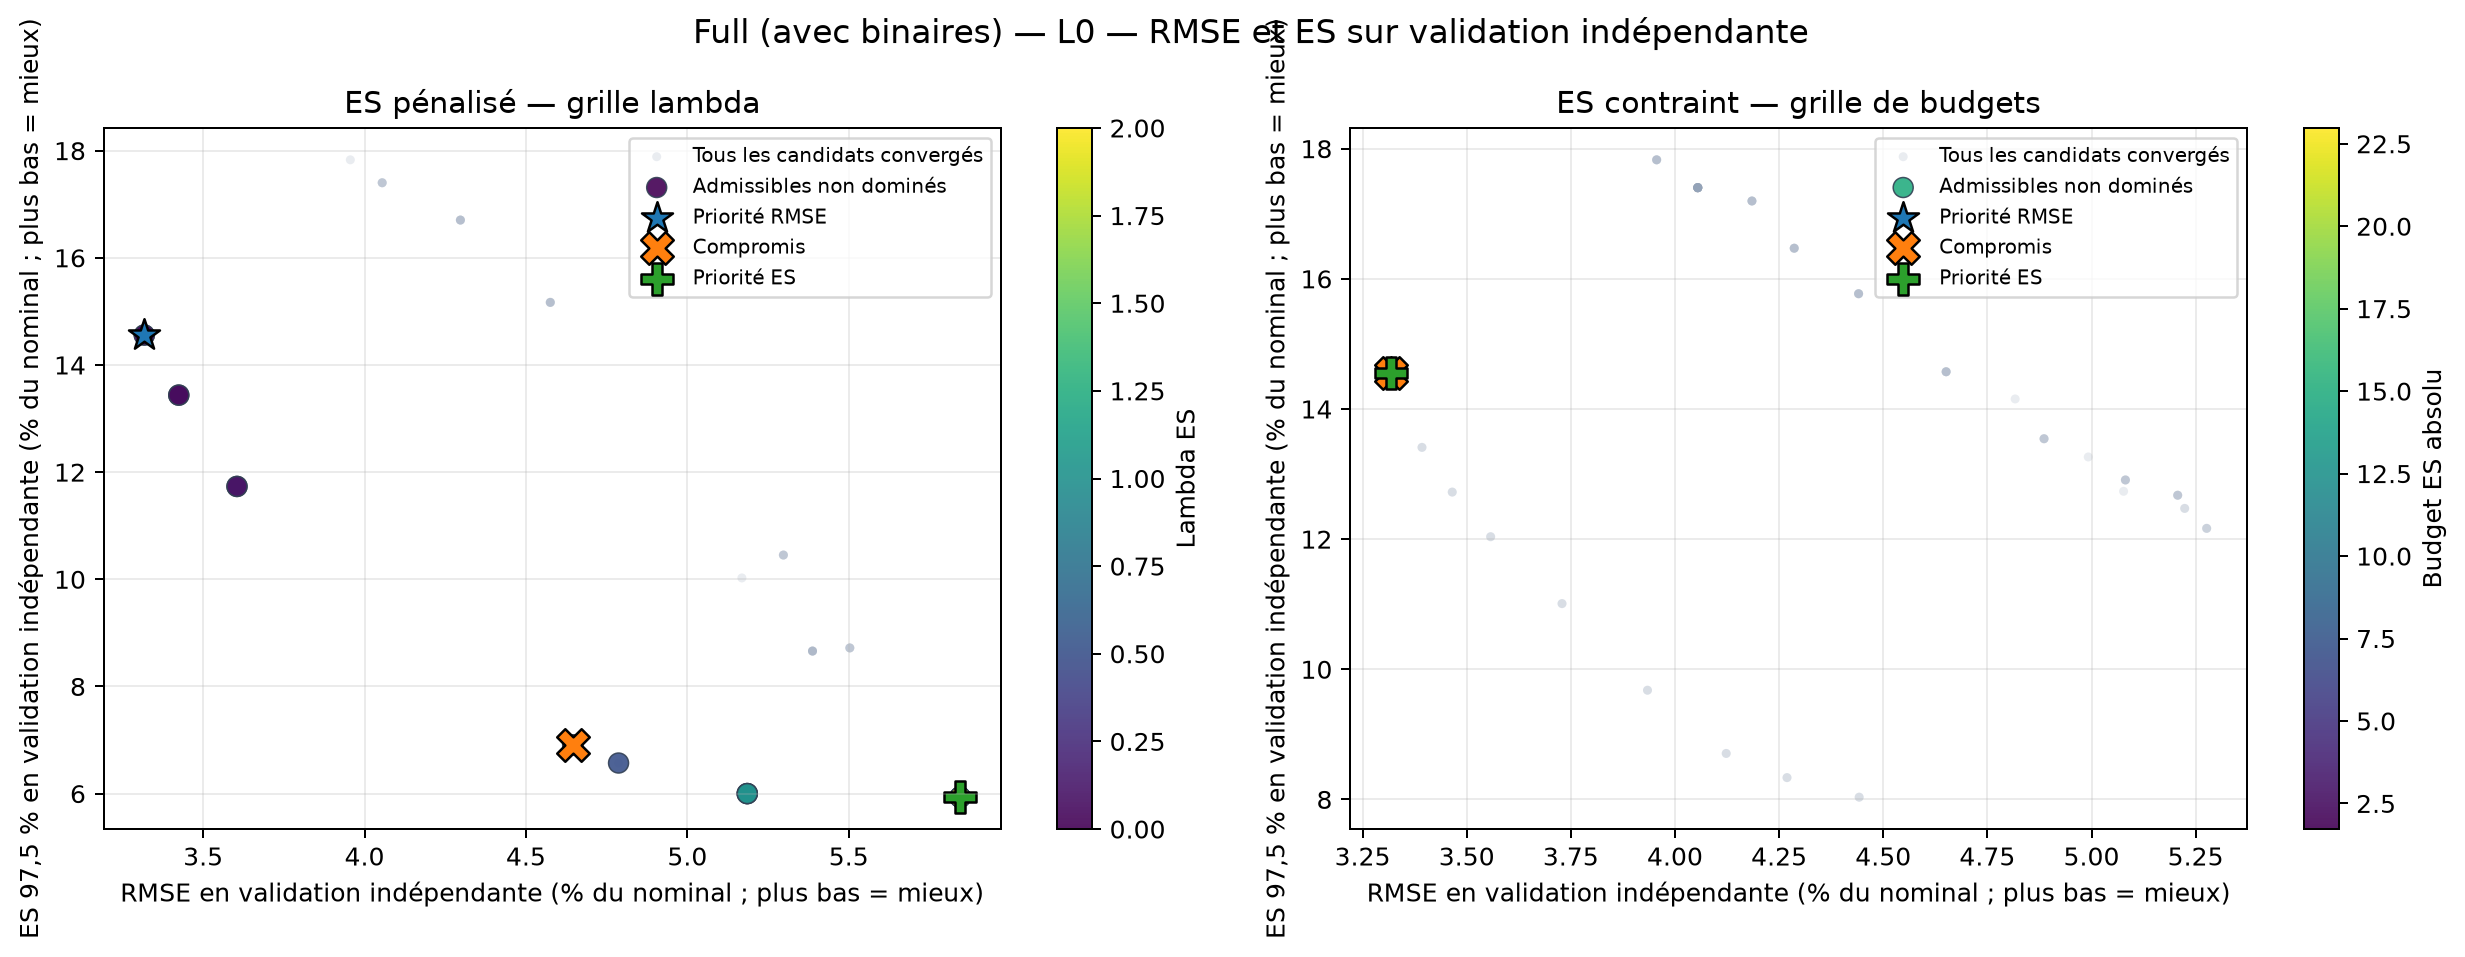 Full (avec binaires) — L0 — RMSE et ES sur validation indépendante
ES pénalisé — grille lambda
ES 97,5 % en validation indépendante (% du nominal ; plus bas = mieux)
18
16
14
12
10
8
6
Tous les candidats convergés
Admissibles non dominés
Priorité RMSE
Compromis
Priorité ES
3.5
4.0
4.5
5.0
5.5
RMSE en validation indépendante (% du nominal ; plus bas = mieux)
2.00
1.75
1.50
1.25
1.00
0.75
0.50
0.25
0.00
Lambda ES
ES contraint — grille de budgets
ES 97,5 % en validation indépendante (% du nominal ; plus bas = mieux)
18
16
14
12
10
8
Tous les candidats convergés
Admissibles non dominés
Priorité RMSE
Compromis
Priorité ES
3.25
3.50
3.75
4.00
4.25
4.50
4.75
5.00
5.25
RMSE en validation indépendante (% du nominal ; plus bas = mieux)
22.5
20.0
17.5
15.0
12.5
10.0
7.5
5.0
2.5
Budget ES absolu